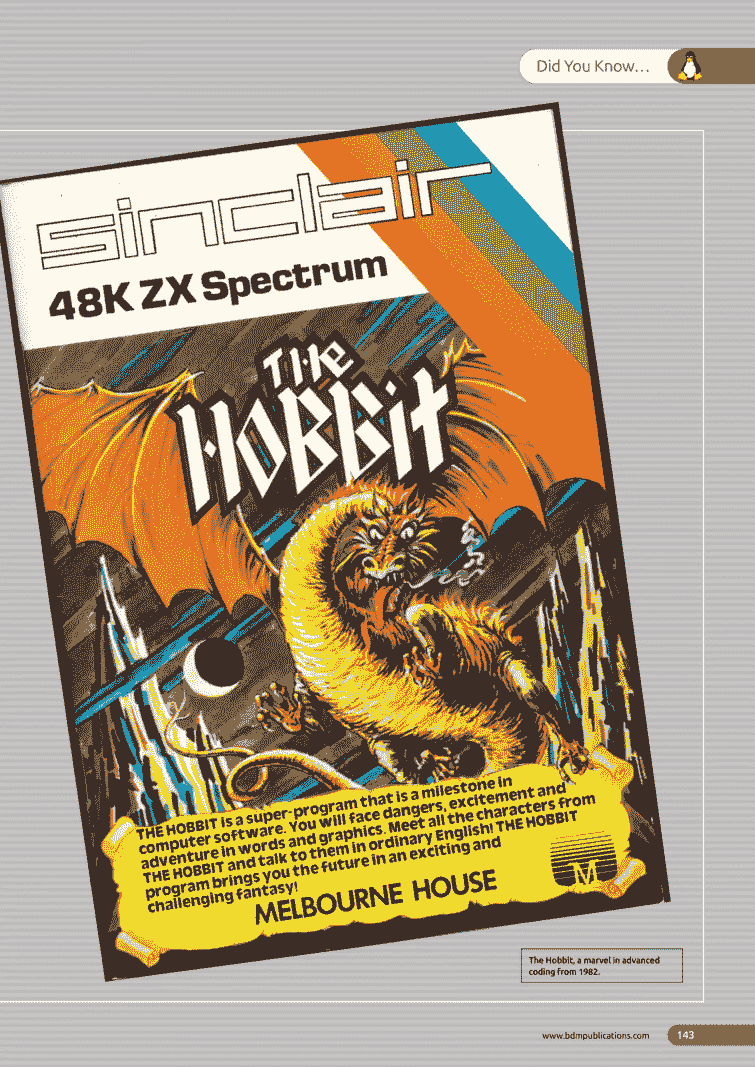 Did You Know...
sinclair
48K ZX Spectrum
THE
HOBBIT
THE HOBBIT is a super-program that is a milestone in
computer software. You will face dangers, excitement and
adventure in words and graphics. Meet all the characters from
THE HOBBIT and talk to them in ordinary English! THE HOBBIT
program brings you the future in an exciting and
challenging fantasy!
MELBOURNE HOUSE
M
The Hobbit, a marvel in advanced
coding from 1982.
www.bdmpublications.com
143